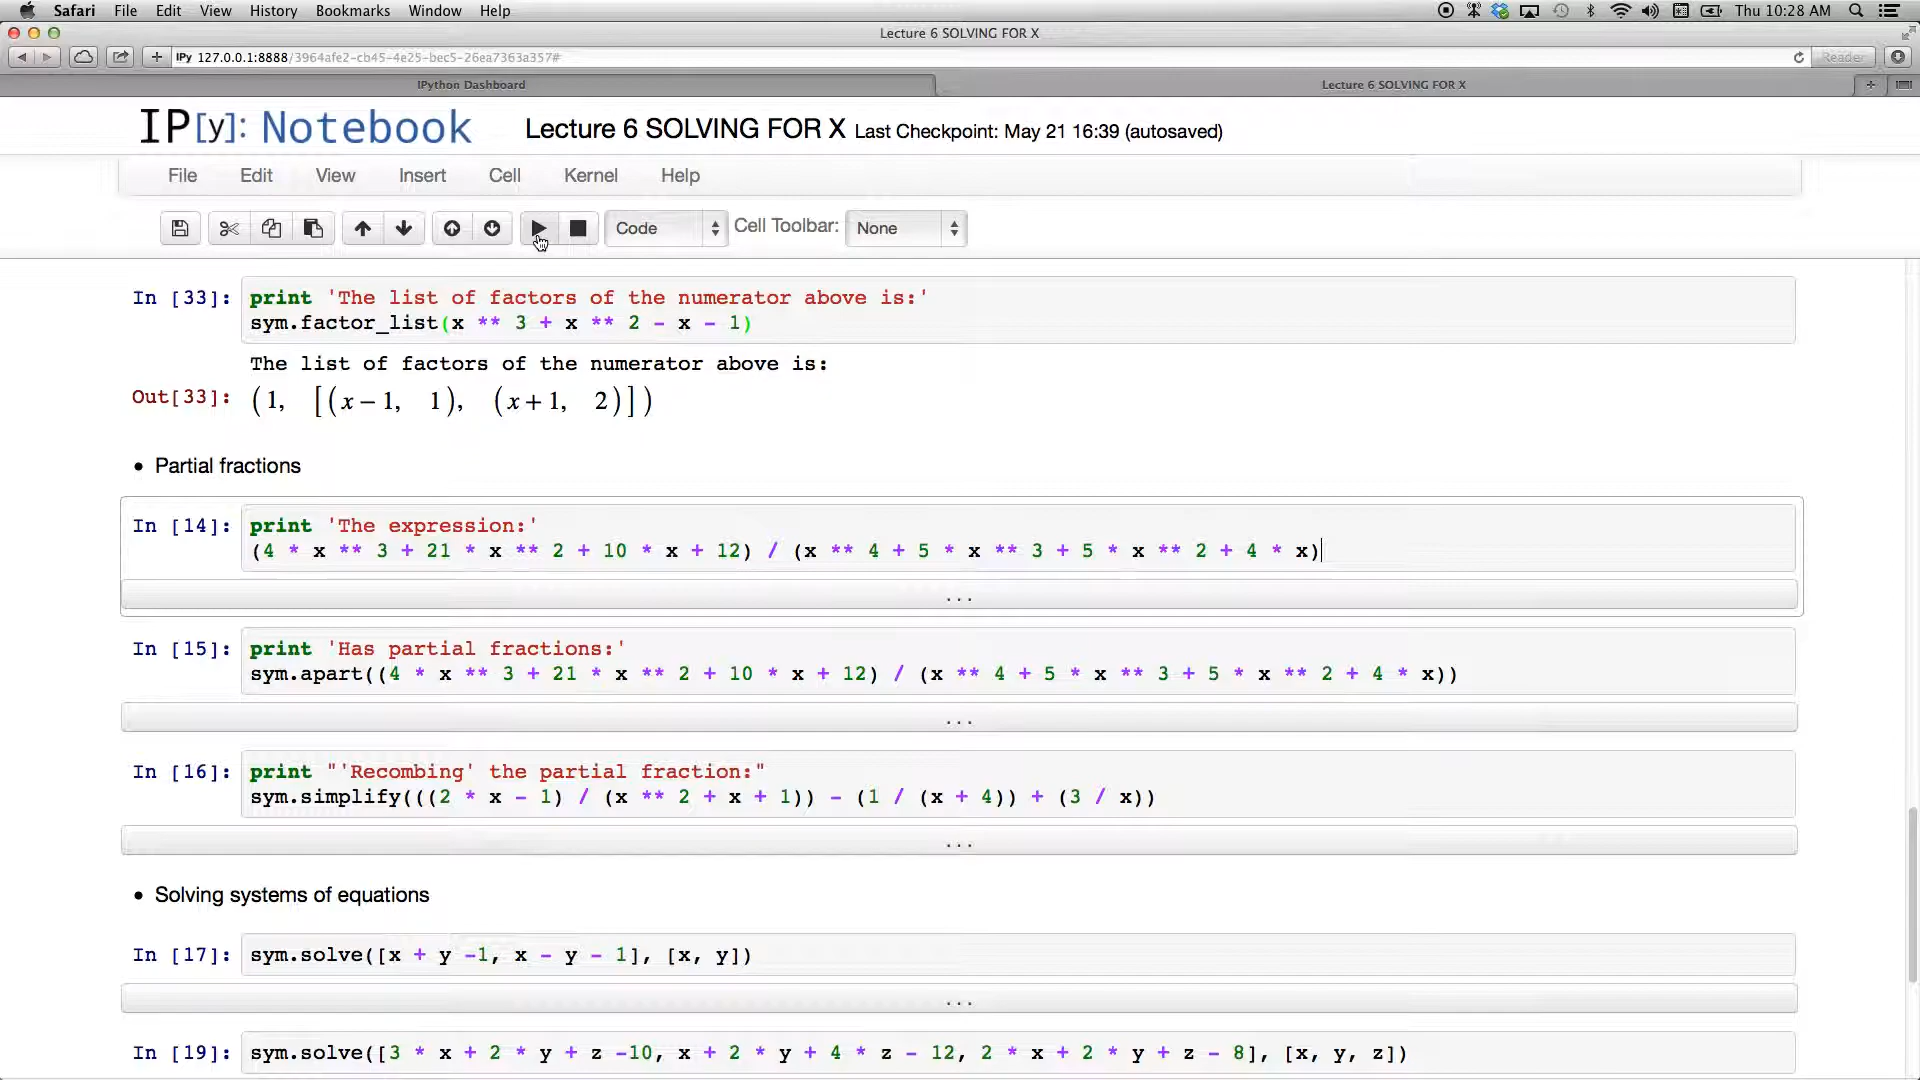 Safari File Edit View History Bookmarks Window Help Thu 10:28 AM
Lecture 6 SOLVING FOR X
IPy 127.0.0.1:8888/3964afe2-cb45-4e25-bec5-26ea7363a357# Reader
IPython Dashboard Lecture 6 SOLVING FOR X
IP[y]: Notebook Lecture 6 SOLVING FOR X Last Checkpoint: May 21 16:39 (autosaved)
File Edit View Insert Cell Kernel Help
Code Cell Toolbar: None
In [33]: print 'The list of factors of the numerator above is:'
sym.factor_list(x ** 3 + x ** 2 - x - 1)
The list of factors of the numerator above is:
Out[33]: (1, [(x − 1, 1), (x + 1, 2)])
• Partial fractions
In [14]: print 'The expression:'
(4 * x ** 3 + 21 * x ** 2 + 10 * x + 12) / (x ** 4 + 5 * x ** 3 + 5 * x ** 2 + 4 * x)
...
In [15]: print 'Has partial fractions:'
sym.apart((4 * x ** 3 + 21 * x ** 2 + 10 * x + 12) / (x ** 4 + 5 * x ** 3 + 5 * x ** 2 + 4 * x))
...
In [16]: print "'Recombing' the partial fraction:"
sym.simplify(((2 * x - 1) / (x ** 2 + x + 1)) - (1 / (x + 4)) + (3 / x))
...
• Solving systems of equations
In [17]: sym.solve([x + y -1, x - y - 1], [x, y])
...
In [19]: sym.solve([3 * x + 2 * y + z -10, x + 2 * y + 4 * z - 12, 2 * x + 2 * y + z - 8], [x, y, z])